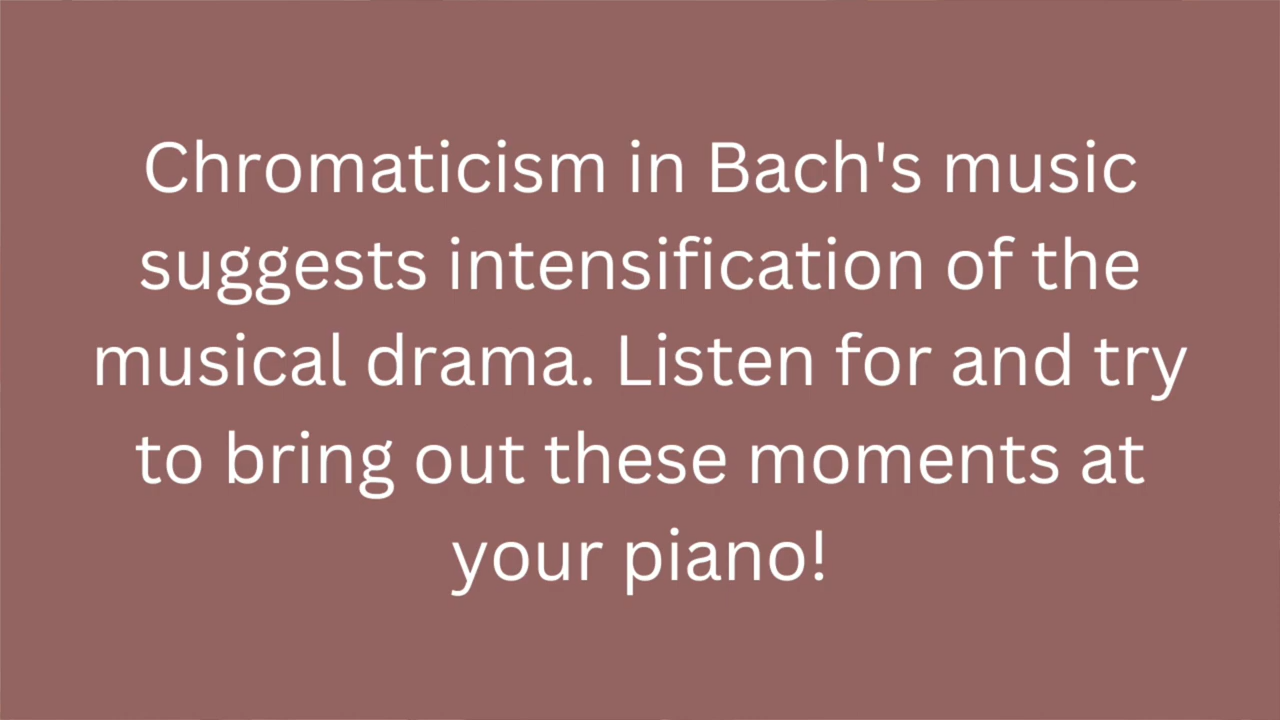 Chromaticism in Bach's music
suggests intensification of the
musical drama. Listen for and try
to bring out these moments at
your piano!